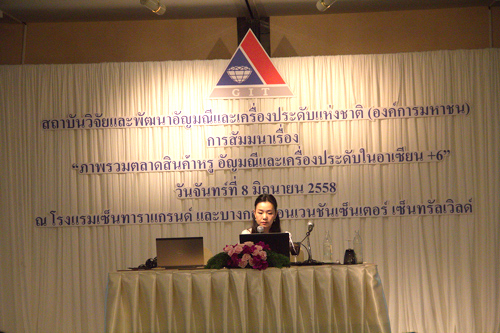 GIT
สถาบันวิจัยและพัฒนาอัญมณีและเครื่องประดับแห่งชาติ (องค์การมหาชน)
การสัมมนาเรื่อง
“ภาพรวมตลาดสินค้าหรู อัญมณีและเครื่องประดับในอาเซียน +6”
วันจันทร์ที่ 8 มิถุนายน 2558
ณ โรงแรมเซ็นทาราแกรนด์ และบางกอกคอนเวนชันเซ็นเตอร์ เซ็นทรัลเวิลด์